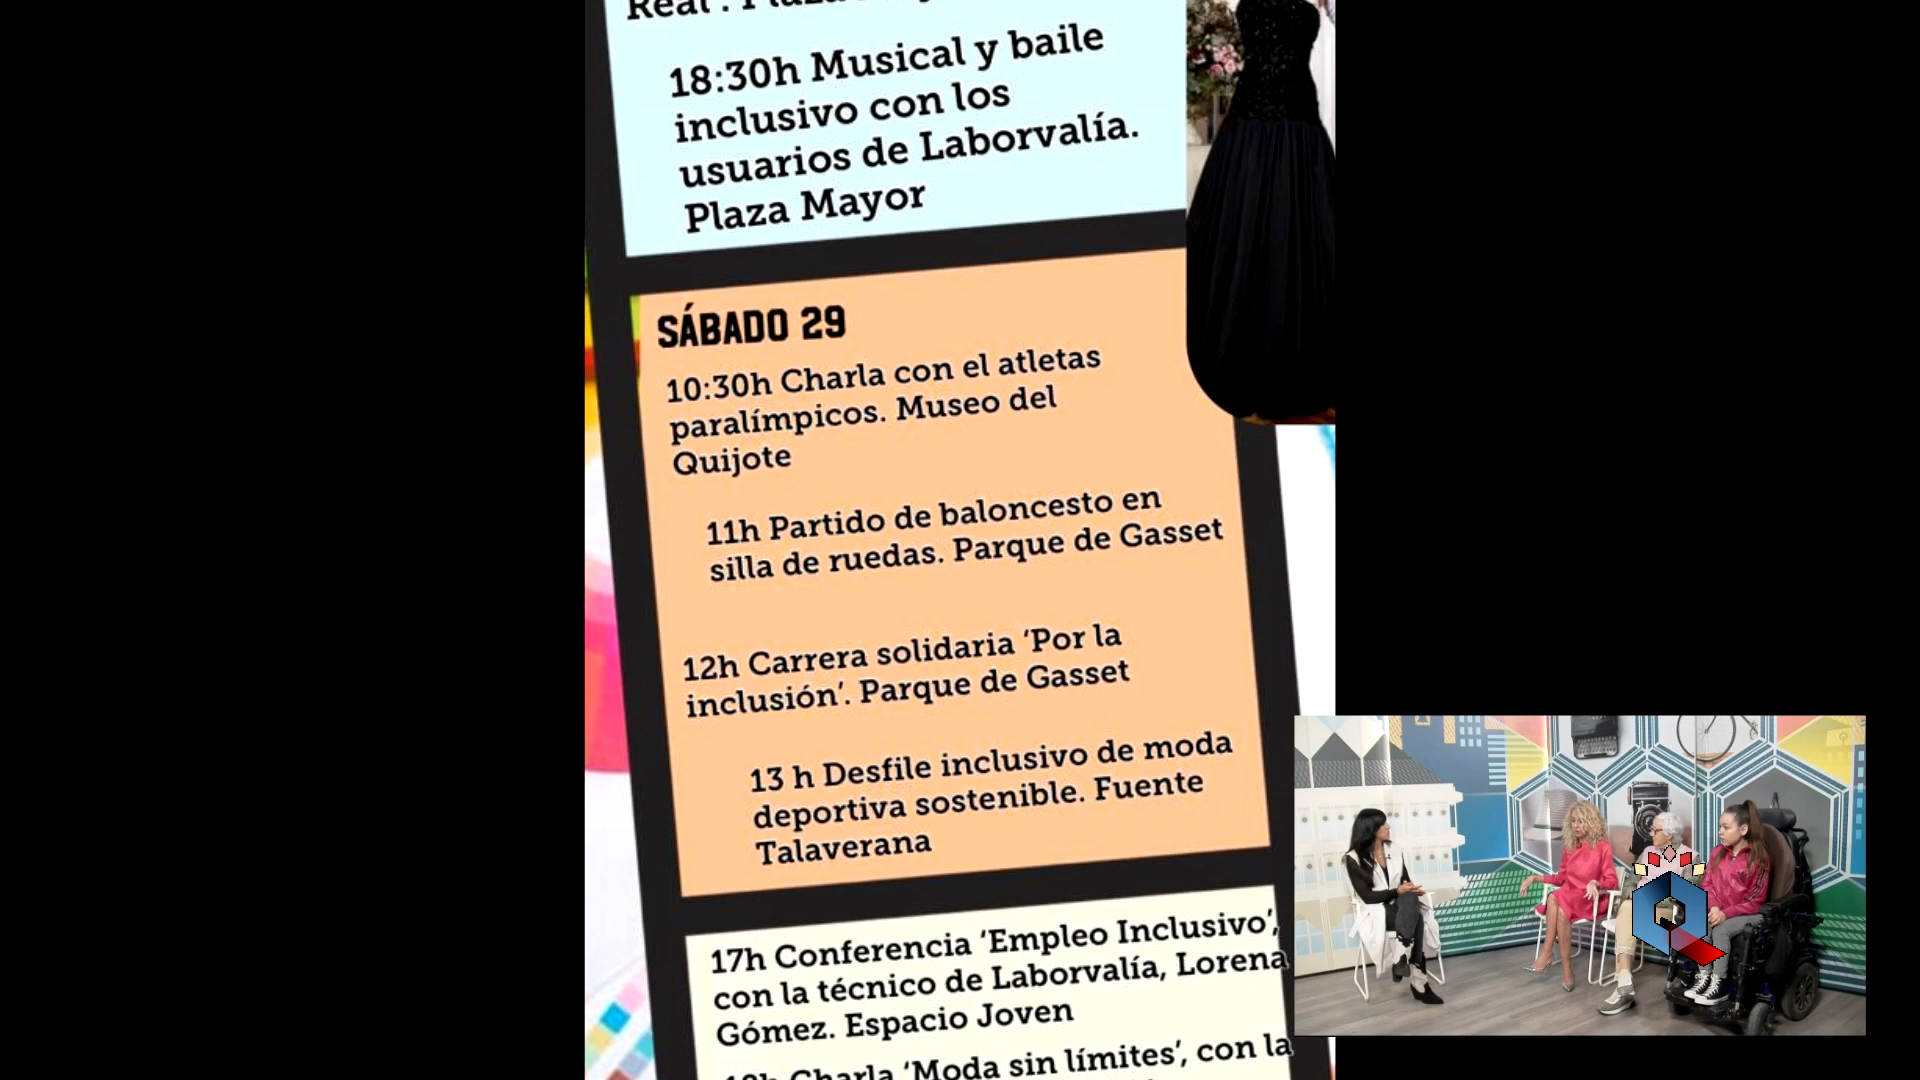 18:30h Musical y baile
inclusivo con los
usuarios de Laborvalía.
Plaza Mayor
SÁBADO 29
10:30h Charla con el atletas
paralímpicos. Museo del
Quijote
11h Partido de baloncesto en
silla de ruedas. Parque de Gasset
12h Carrera solidaria ‘Por la
inclusión’. Parque de Gasset
13 h Desfile inclusivo de moda
deportiva sostenible. Fuente
Talaverana
17h Conferencia ‘Empleo Inclusivo’,
con la técnico de Laborvalía, Lorena
Gómez. Espacio Joven
Charla ‘Moda sin límites’, con la